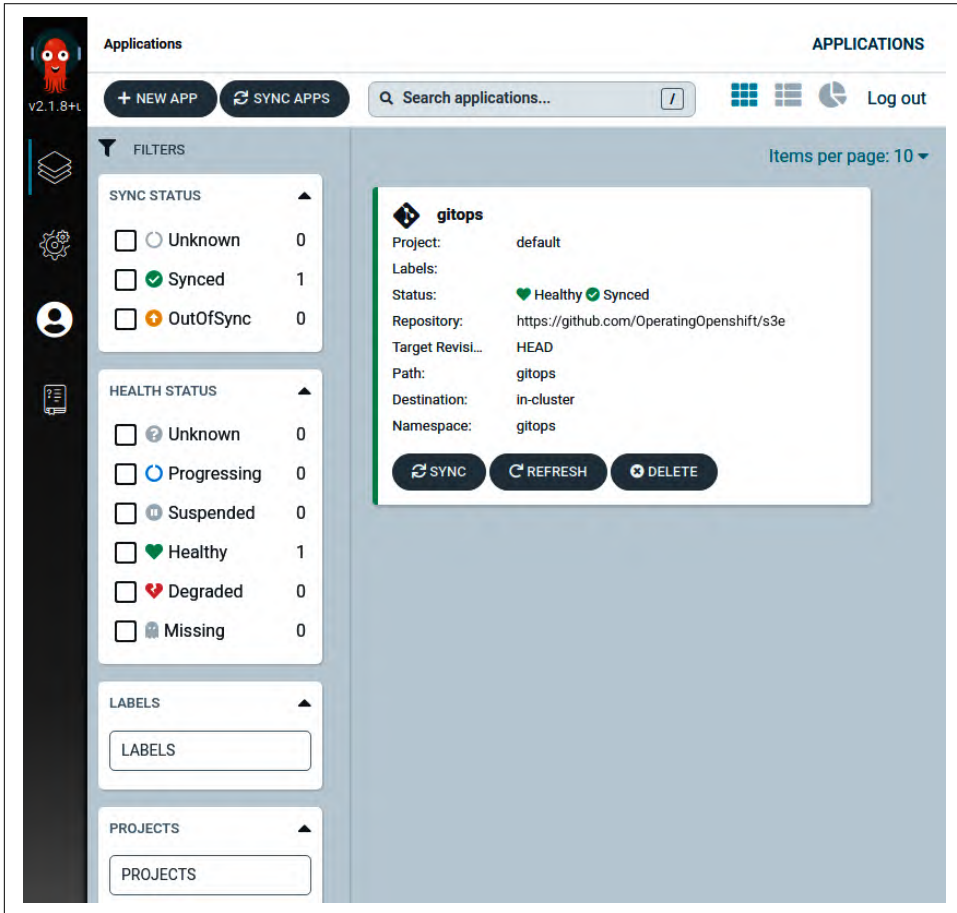 Applications
APPLICATIONS
v2.1.8+u
+ NEW APP
SYNC APPS
Search applications...
/
Log out
FILTERS
Items per page: 10
SYNC STATUS
Unknown 0
Synced 1
OutOfSync 0
HEALTH STATUS
Unknown 0
Progressing 0
Suspended 0
Healthy 1
Degraded 0
Missing 0
LABELS
LABELS
PROJECTS
PROJECTS
gitops
Project: default
Labels:
Status: Healthy Synced
Repository: https://github.com/OperatingOpenshift/s3e
Target Revisi... HEAD
Path: gitops
Destination: in-cluster
Namespace: gitops
SYNC
REFRESH
DELETE